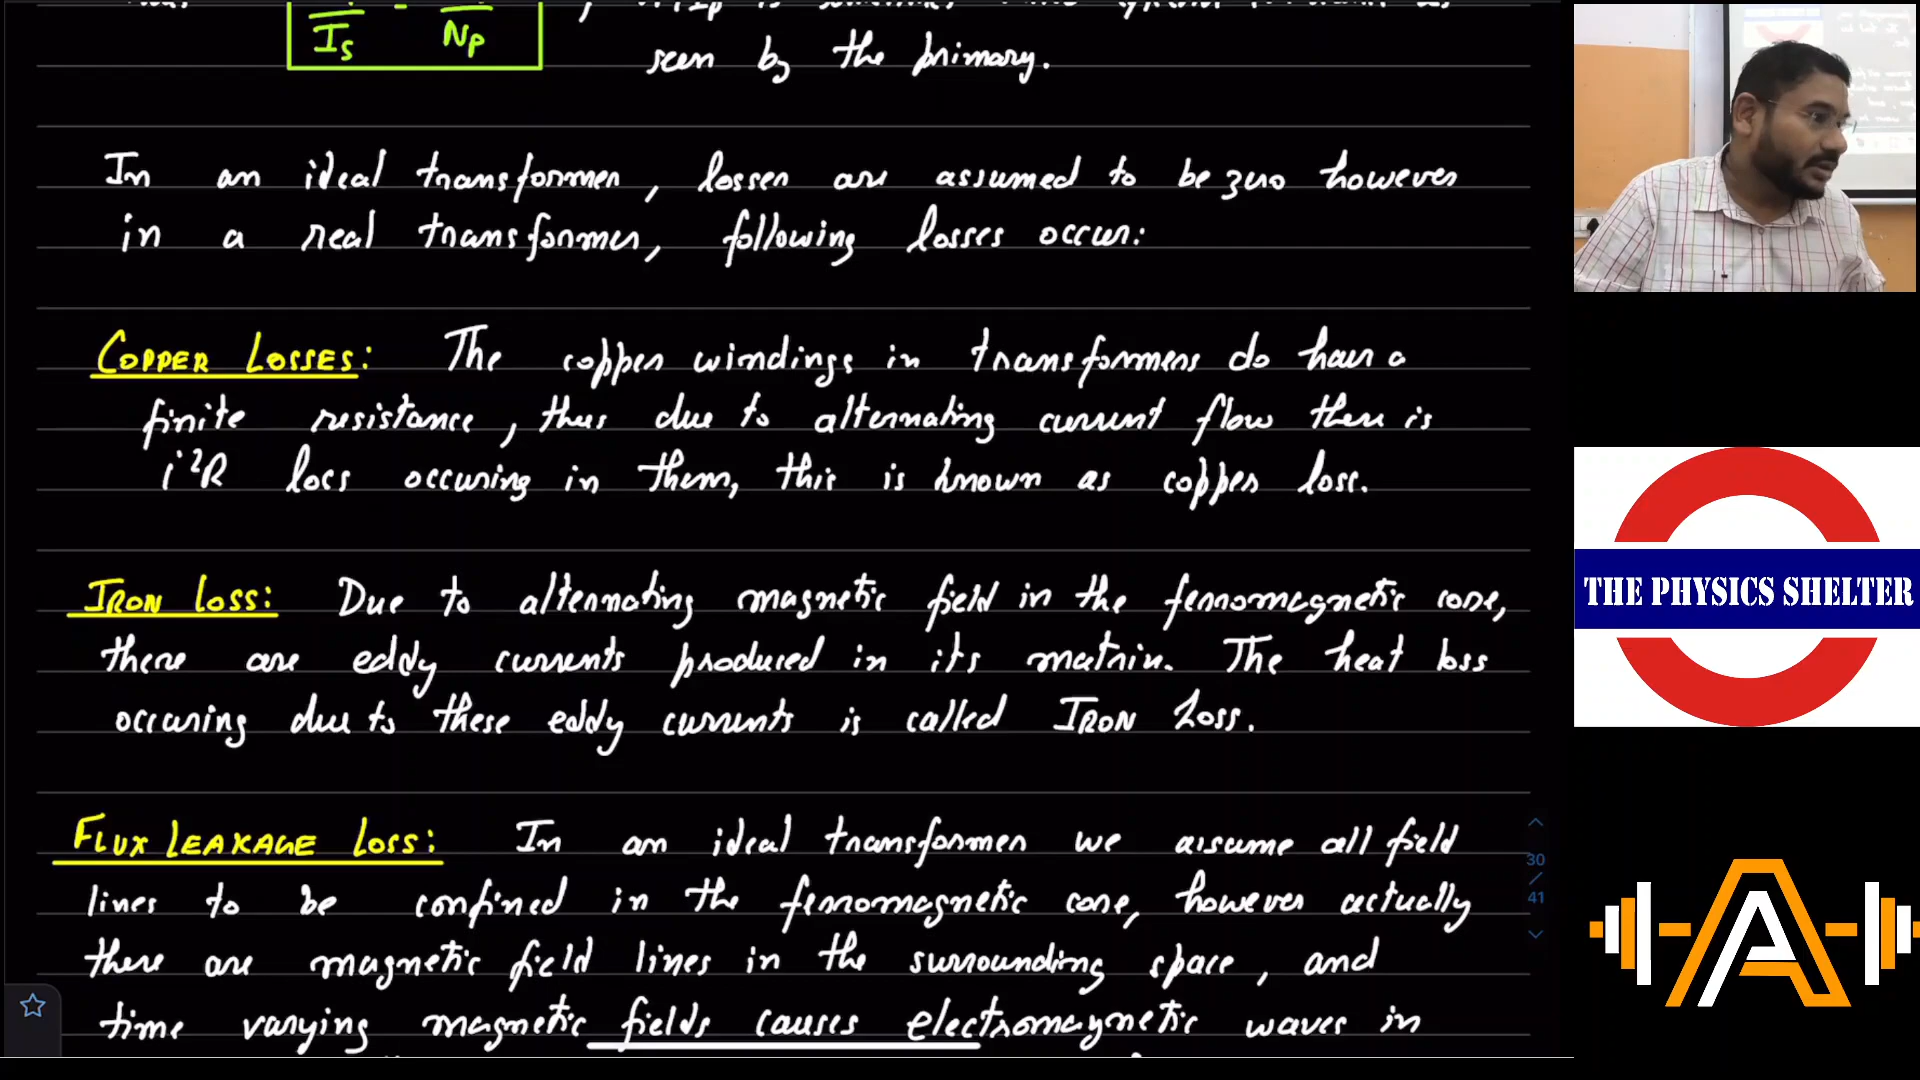 I_s N_p
seen by the primary.
In an ideal transformer, losses are assumed to be zero however
in a real transformer, following losses occur:
COPPER LOSSES: The copper windings in transformers do have a
finite resistance, thus due to alternating current flow there is
i²R loss occuring in them, this is known as copper loss.
IRON LOSS: Due to alternating magnetic field in the ferromagnetic core,
there are eddy currents produced in its matrix. The heat loss
occuring due to these eddy currents is called IRON Loss.
FLUX LEAKAGE LOSS: In an ideal transformer we assume all field
lines to be confined in the ferromagnetic core, however actually
there are magnetic field lines in the surrounding space, and
time varying magnetic fields causes electromagnetic waves in
30
/
41
THE PHYSICS SHELTER
A